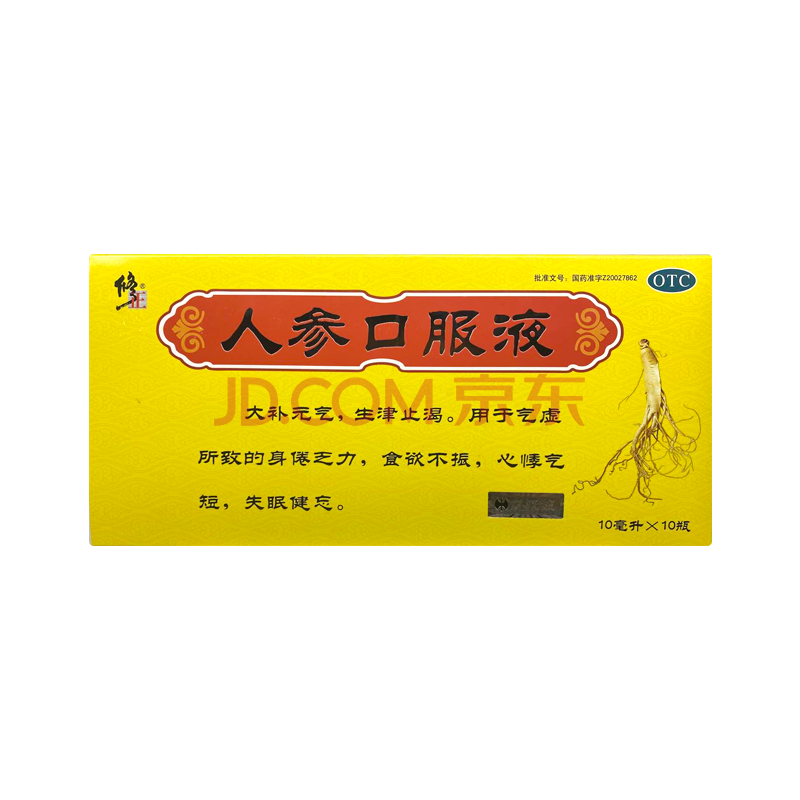 修
正
®
批准文号：国药准字Z20027862
OTC
人参口服液
JD.COM 京东
大补元气，生津止渴。用于气虚
所致的身倦乏力，食欲不振，心悸气
短，失眠健忘。
10毫升×10瓶